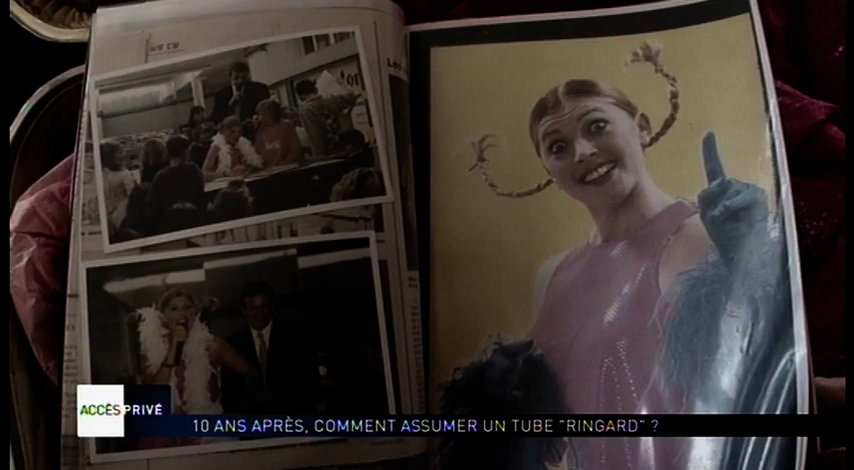 ACCÈS PRIVÉ
10 ANS APRÈS, COMMENT ASSUMER UN TUBE "RINGARD" ?